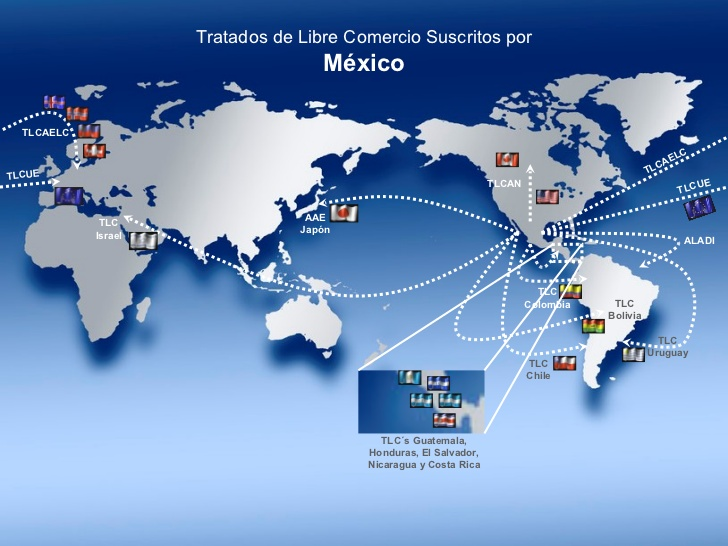 Tratados de Libre Comercio Suscritos por
México
TLCAELC
TLCUE
TLC
Israel
AAE
Japón
TLCAN
TLCAELC
TLCUE
ALADI
TLC
Colombia
TLC
Bolivia
TLC
Uruguay
TLC
Chile
TLC´s Guatemala,
Honduras, El Salvador,
Nicaragua y Costa Rica